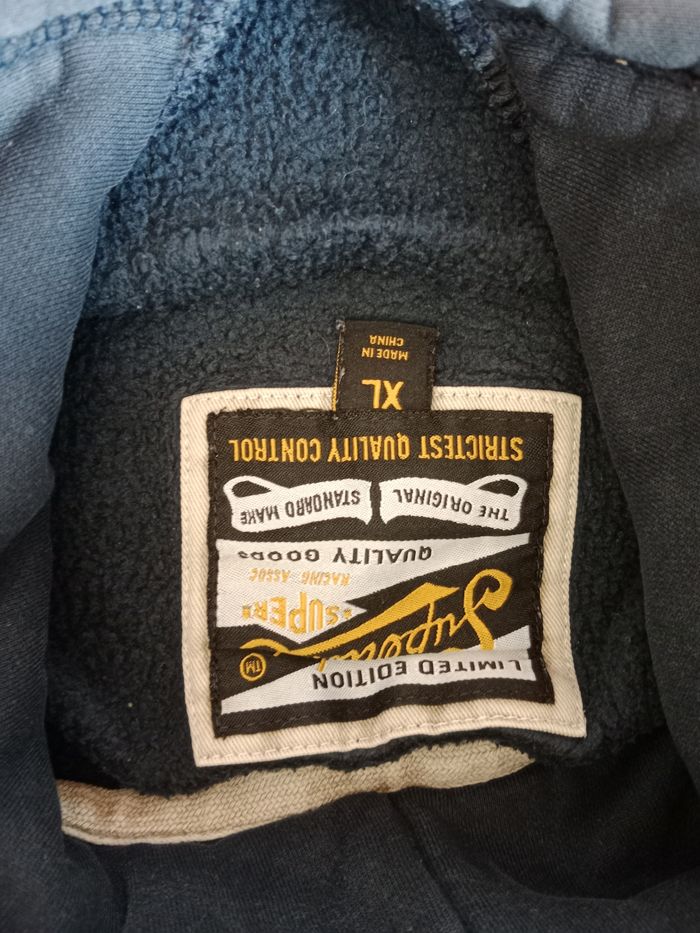 LIMITED EDITION
TM
SUPER
RACING ASSOC
QUALITY GOODS
THE ORIGINAL STANDARD MAKE
STRICTEST QUALITY CONTROL
XL
MADE IN
CHINA